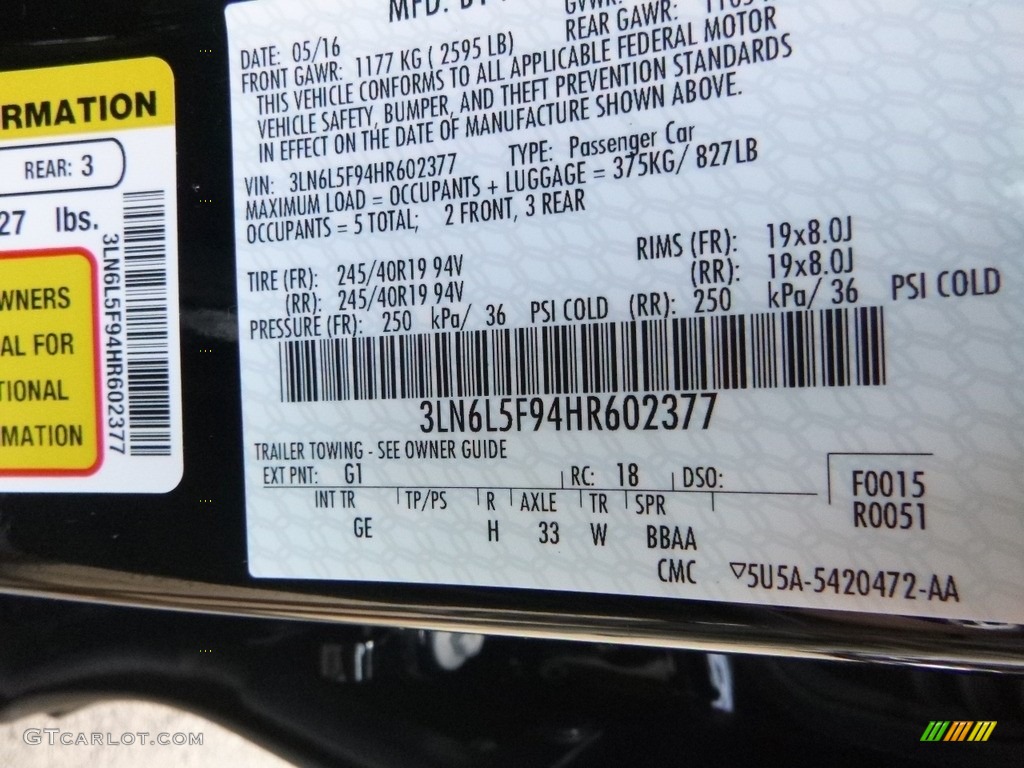 RMATION
REAR: 3
27 lbs.
3LN6L5F94HR602377
WNERS
AL FOR
TIONAL
MATION
MFD. BY
GVWR:
DATE: 05/16
REAR GAWR:
FRONT GAWR: 1177 KG ( 2595 LB)
THIS VEHICLE CONFORMS TO ALL APPLICABLE FEDERAL MOTOR
VEHICLE SAFETY, BUMPER, AND THEFT PREVENTION STANDARDS
IN EFFECT ON THE DATE OF MANUFACTURE SHOWN ABOVE.
VIN: 3LN6L5F94HR602377 TYPE: Passenger Car
MAXIMUM LOAD = OCCUPANTS + LUGGAGE = 375KG/ 827LB
OCCUPANTS = 5 TOTAL; 2 FRONT, 3 REAR
TIRE (FR): 245/40R19 94V RIMS (FR): 19x8.0J
(RR): 245/40R19 94V (RR): 19x8.0J
PRESSURE (FR): 250 kPa/ 36 PSI COLD (RR): 250 kPa/ 36 PSI COLD
3LN6L5F94HR602377
TRAILER TOWING - SEE OWNER GUIDE
EXT PNT: G1 RC: 18 DSO:
INT TR TP/PS R AXLE TR SPR
GE H 33 W BBAA
F0015
R0051
CMC ▽5U5A-5420472-AA
GTCARLOT.COM